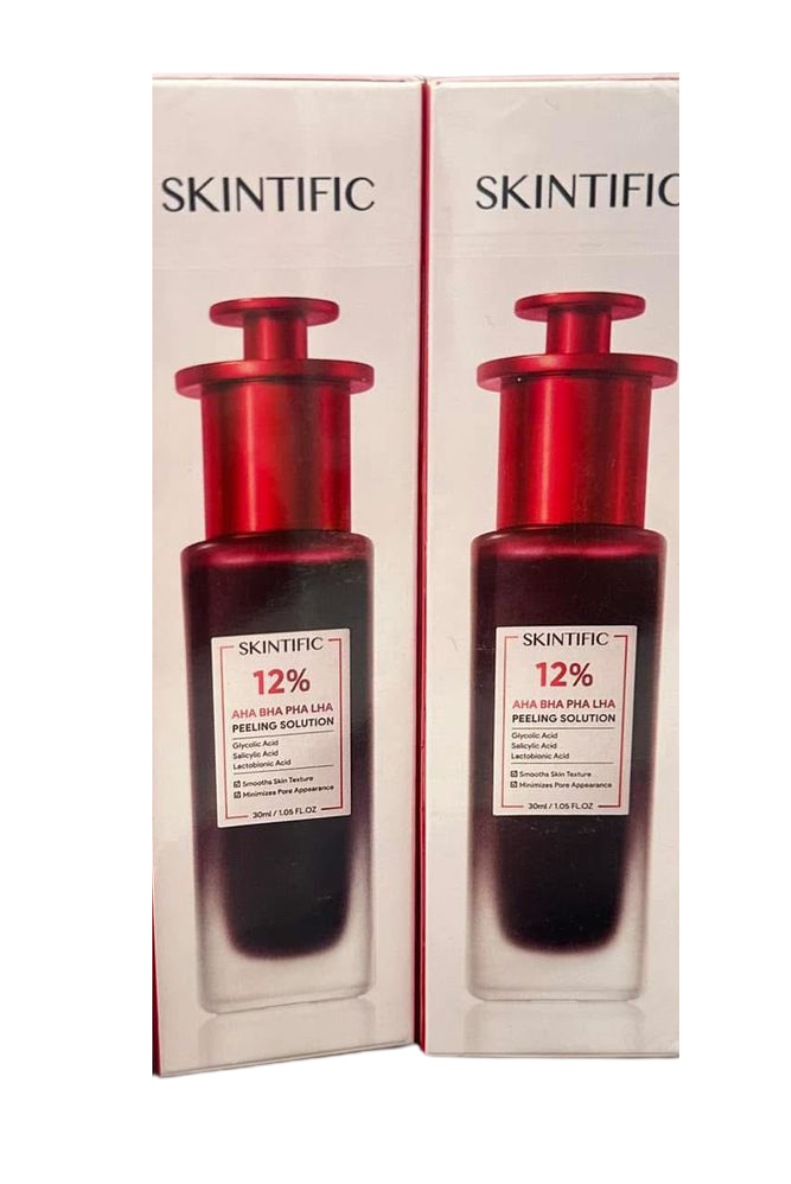 SKINTIFIC
SKINTIFIC
12%
AHA BHA PHA LHA
PEELING SOLUTION
Glycolic Acid
Salicylic Acid
Lactobionic Acid
Smooths Skin Texture
Minimizes Pore Appearance
30ml / 1.05 FL.OZ
SKINTIFIC
SKINTIFIC
12%
AHA BHA PHA LHA
PEELING SOLUTION
Glycolic Acid
Salicylic Acid
Lactobionic Acid
Smooths Skin Texture
Minimizes Pore Appearance
30ml / 1.05 FL.OZ